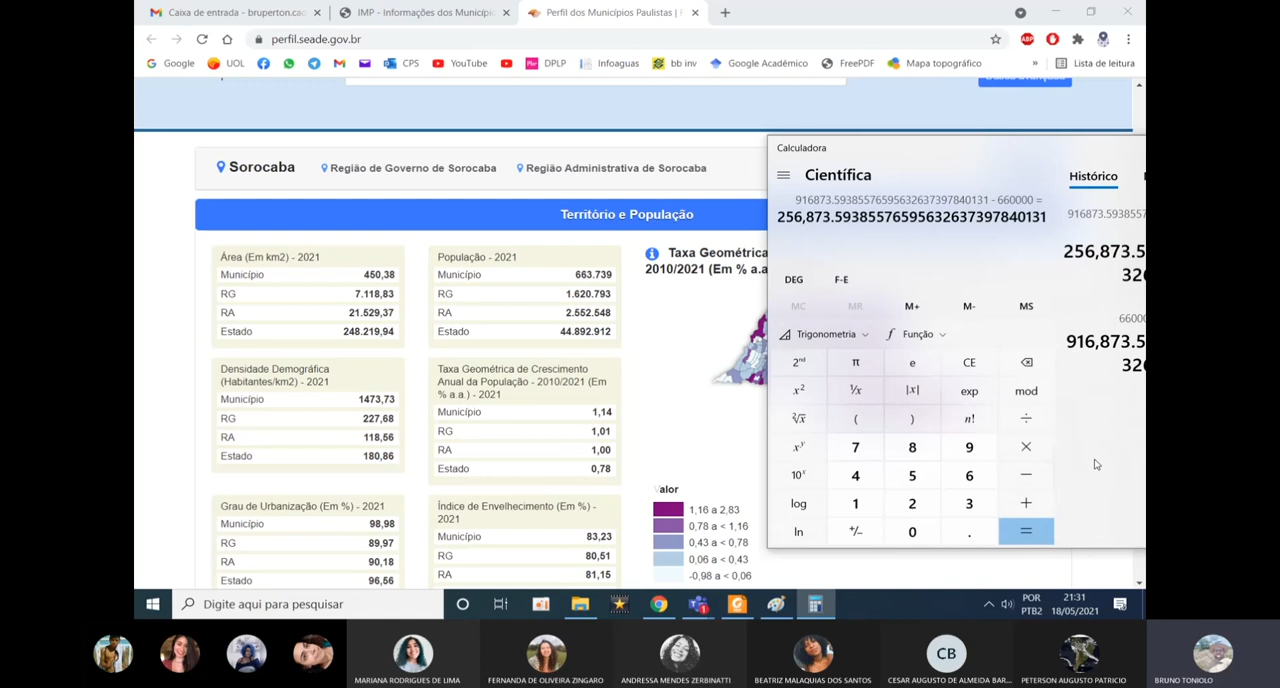 Caixa de entrada - bruperton.cac
IMP - Informações dos Municípi
Perfil dos Municípios Paulistas |
perfil.seade.gov.br
Google UOL YouTube CPS DPLP Infoaguas bb inv Google Acadêmico FreePDF Mapa topográfico » Lista de leitura
Sorocaba Região de Governo de Sorocaba Região Administrativa de Sorocaba
Território e População
Área (Em km2) - 2021
Município 450,38
RG 7.118,83
RA 21.529,37
Estado 248.219,94
População - 2021
Município 663.739
RG 1.620.793
RA 2.552.548
Estado 44.892.912
Taxa Geométrica
2010/2021 (Em % a.a
Densidade Demográfica
(Habitantes/km2) - 2021
Município 1473,73
RG 227,68
RA 118,56
Estado 180,86
Taxa Geométrica de Crescimento
Anual da População - 2010/2021 (Em
% a.a.) - 2021
Município 1,14
RG 1,01
RA 1,00
Estado 0,78
Grau de Urbanização (Em %) - 2021
Município 98,98
RG 89,97
RA 90,18
Estado 96,56
Índice de Envelhecimento (Em %) -
2021
Município 83,23
RG 80,51
RA 81,15
Valor
1,16 a 2,83
0,78 a < 1,16
0,43 a < 0,78
0,06 a < 0,43
-0,98 a < 0,06
Calculadora
Científica
Histórico
916873.5938557659563263739784 0131 - 660000 =
256,873.59385576595632637397840131
916873.593855
256,873.5
326
66000
916,873.5
326
DEG F-E
MC MR M+ M- MS
Trigonometria Função
2nd π e CE
x2 1/x |x| exp mod
2√x ( ) n! ÷
xy 7 8 9 ×
10x 4 5 6 −
log 1 2 3 +
ln +/− 0 . =
Digite aqui para pesquisar
POR
PTB2
21:31
18/05/2021
MARIANA RODRIGUES DE LIMA
FERNANDA DE OLIVEIRA ZINGARO
ANDRESSA MENDES ZERBINATTI
BEATRIZ MALAQUIAS DOS SANTOS
CB
CESAR AUGUSTO DE ALMEIDA BAR...
PETERSON AUGUSTO PATRICIO
BRUNO TONIOLO